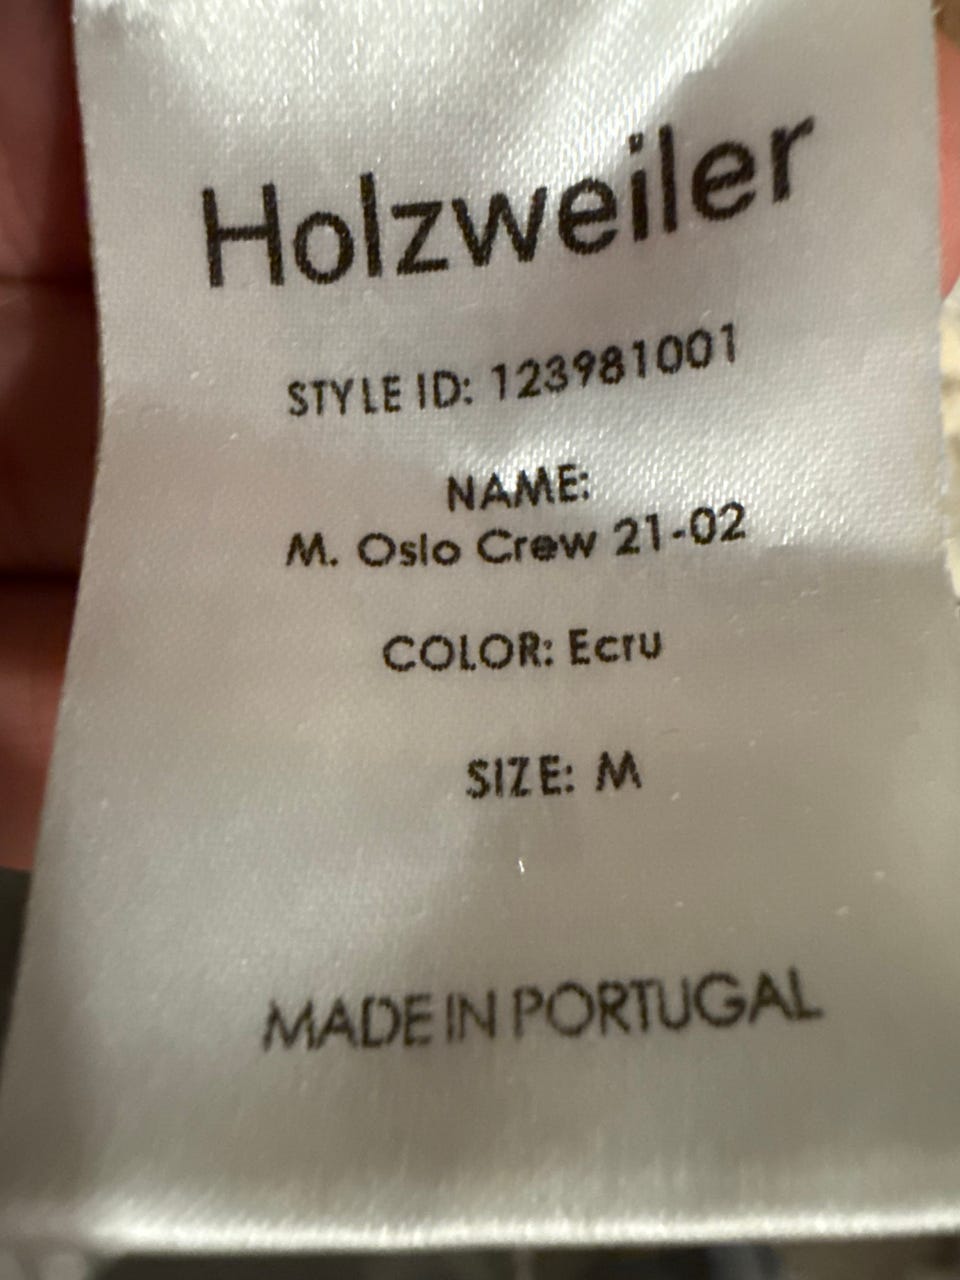 Holzweiler
STYLE ID: 123981001
NAME:
M. Oslo Crew 21-02
COLOR: Ecru
SIZE: M
MADE IN PORTUGAL